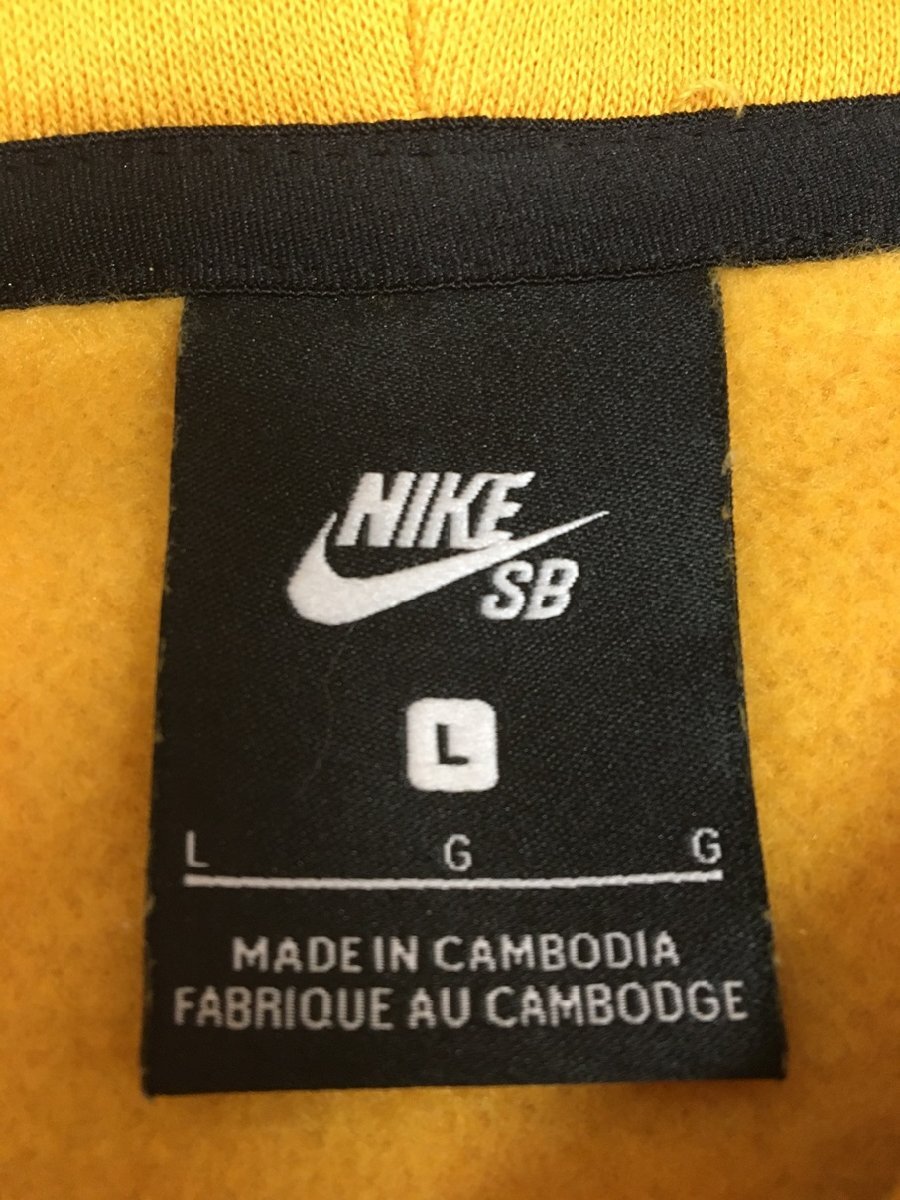 NIKE
SB
L
L G G
MADE IN CAMBODIA
FABRIQUE AU CAMBODGE